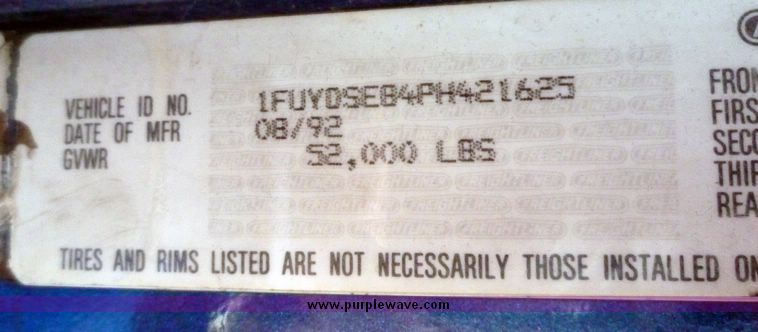 VEHICLE ID NO. 1FUYDSEB4PH421625
DATE OF MFR 08/92
GVWR 52,000 LBS
FRON
FIRS
SECO
THIR
REA
TIRES AND RIMS LISTED ARE NOT NECESSARILY THOSE INSTALLED ON
www.purplewave.com